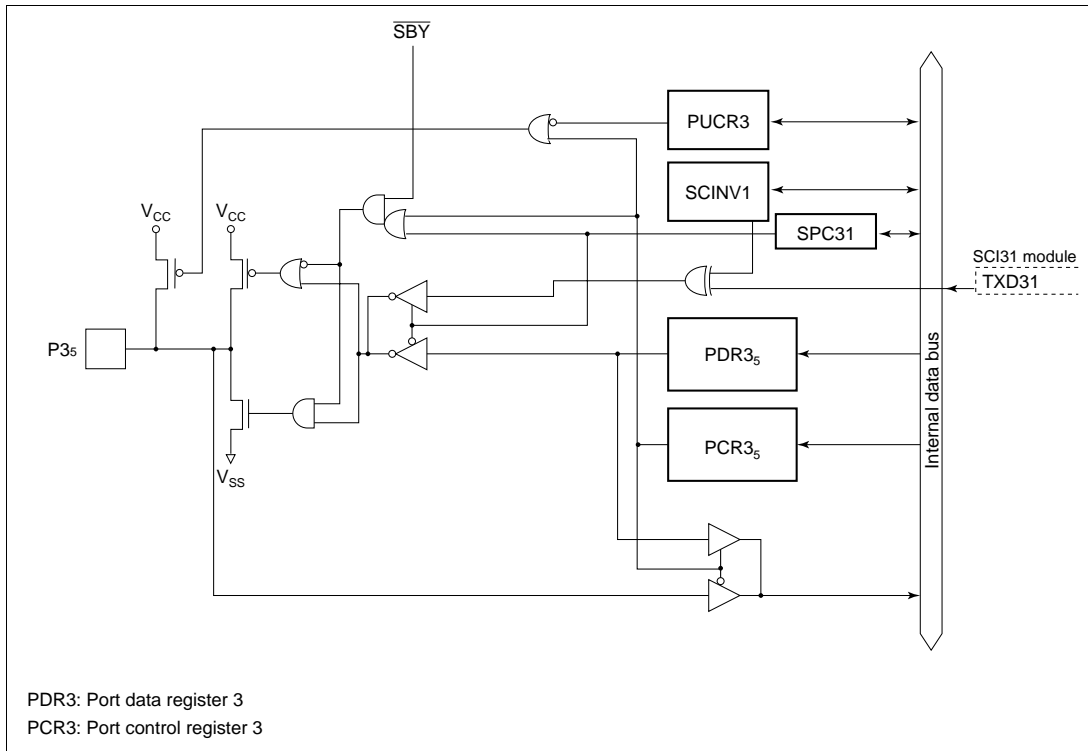 SBY
PUCR3
SCINV1
VCC
VCC
SPC31
SCI31 module
TXD31
P35
PDR35
PCR35
Internal data bus
VSS
PDR3: Port data register 3
PCR3: Port control register 3